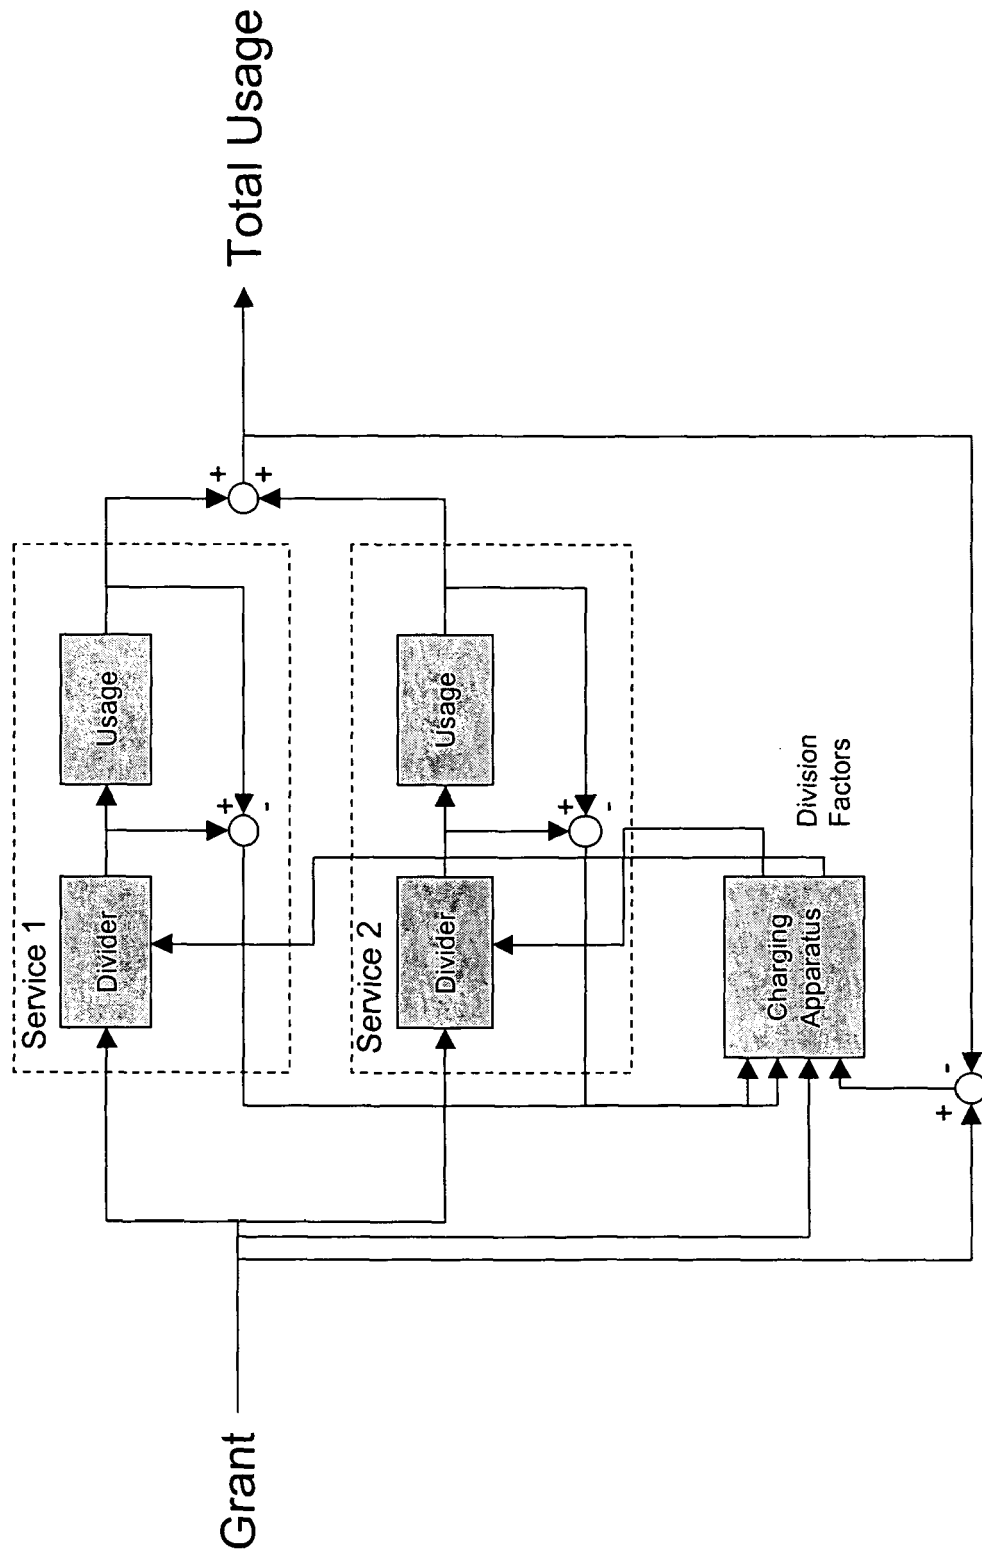 Grant
Service 1
Divider
+
-
Usage
+
+
Total Usage
Service 2
Divider
+
-
Usage
Charging
Apparatus
Division
Factors
+
-